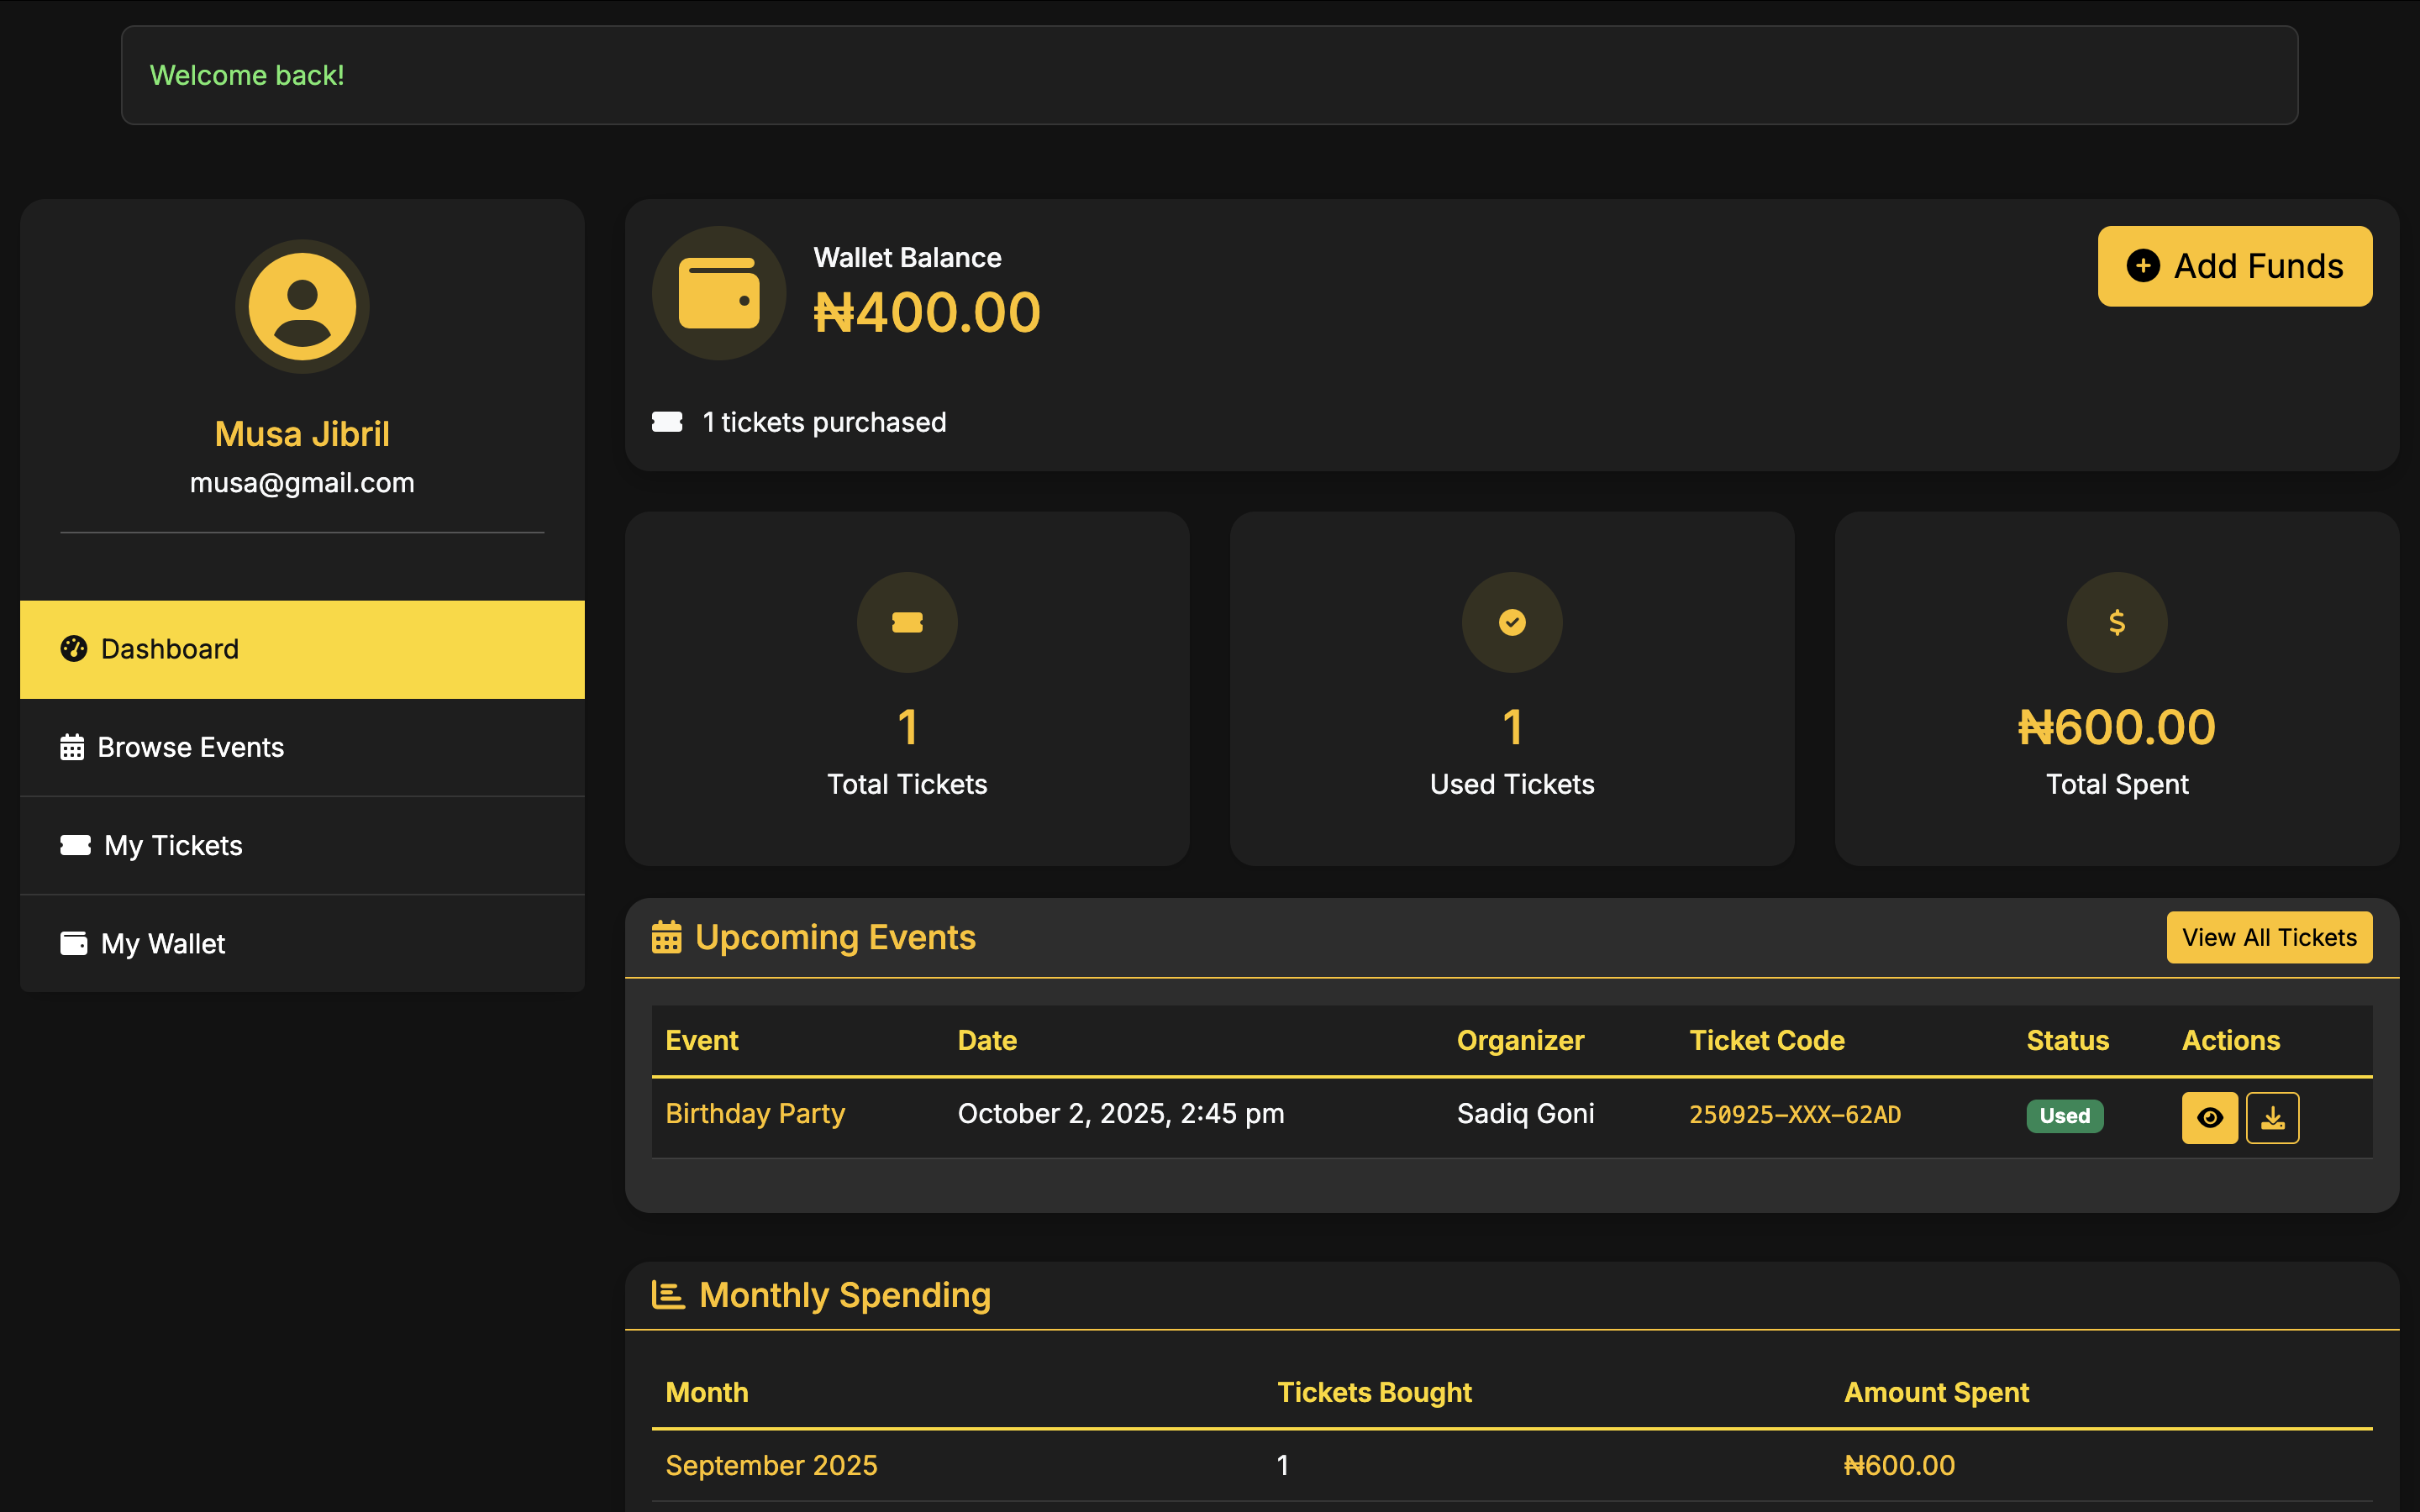 Welcome back!
Musa Jibril
musa@gmail.com
Dashboard
Browse Events
My Tickets
My Wallet
Wallet Balance
₦400.00
Add Funds
1 tickets purchased
1
Total Tickets
1
Used Tickets
$
₦600.00
Total Spent
Upcoming Events
View All Tickets
Event Date Organizer Ticket Code Status Actions
Birthday Party October 2, 2025, 2:45 pm Sadiq Goni 250925-XXX-62AD Used
Monthly Spending
Month Tickets Bought Amount Spent
September 2025 1 ₦600.00